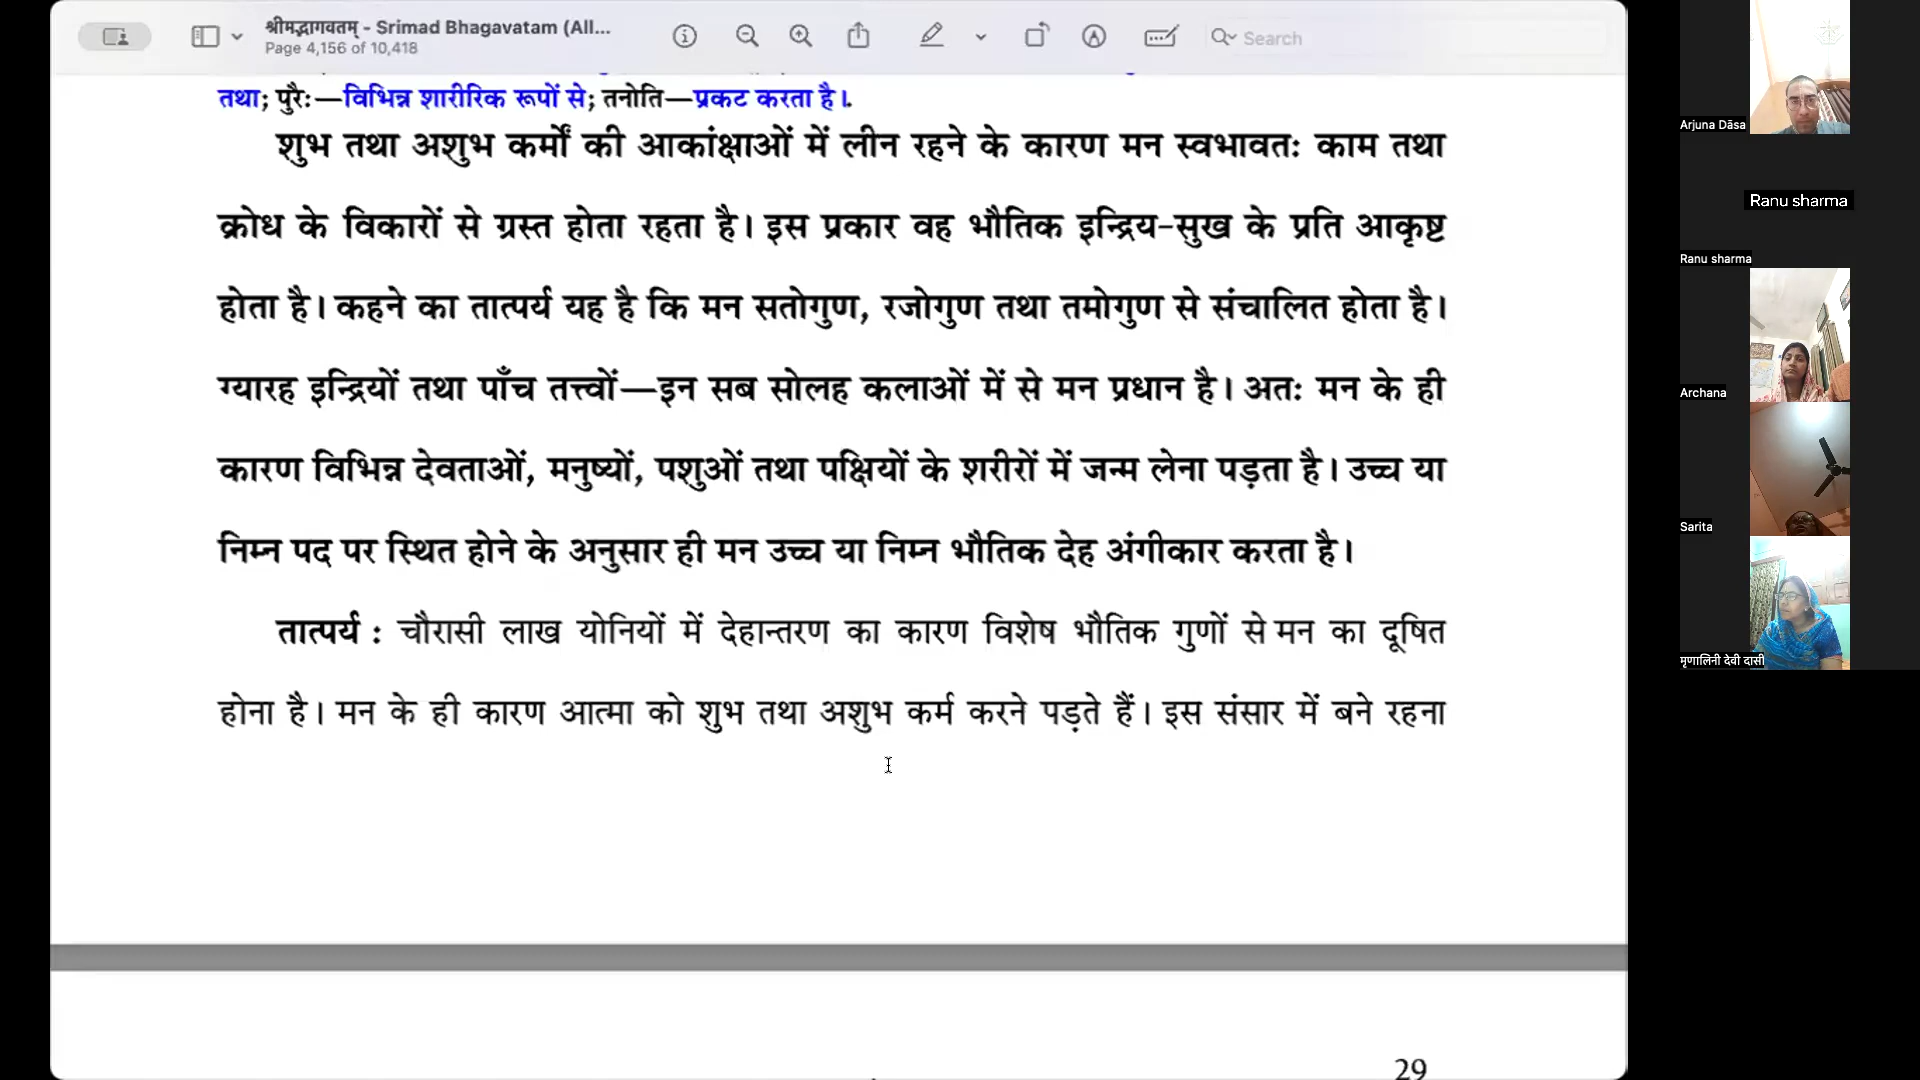 श्रीमद्भागवतम् - Srimad Bhagavatam (All...
Page 4,156 of 10,418
Search
तथा; पुरैः—विभिन्न शारीरिक रूपों से; तनोति—प्रकट करता है।.
शुभ तथा अशुभ कर्मों की आकांक्षाओं में लीन रहने के कारण मन स्वभावतः काम तथा
क्रोध के विकारों से ग्रस्त होता रहता है। इस प्रकार वह भौतिक इन्द्रिय-सुख के प्रति आकृष्ट
होता है। कहने का तात्पर्य यह है कि मन सतोगुण, रजोगुण तथा तमोगुण से संचालित होता है।
ग्यारह इन्द्रियों तथा पाँच तत्त्वों—इन सब सोलह कलाओं में से मन प्रधान है। अतः मन के ही
कारण विभिन्न देवताओं, मनुष्यों, पशुओं तथा पक्षियों के शरीरों में जन्म लेना पड़ता है। उच्च या
निम्न पद पर स्थित होने के अनुसार ही मन उच्च या निम्न भौतिक देह अंगीकार करता है।
तात्पर्य : चौरासी लाख योनियों में देहान्तरण का कारण विशेष भौतिक गुणों से मन का दूषित
होना है। मन के ही कारण आत्मा को शुभ तथा अशुभ कर्म करने पड़ते हैं। इस संसार में बने रहना
29
Arjuna Dāsa
Ranu sharma
Ranu sharma
Archana
Sarita
मृणालिनी देवी दासी